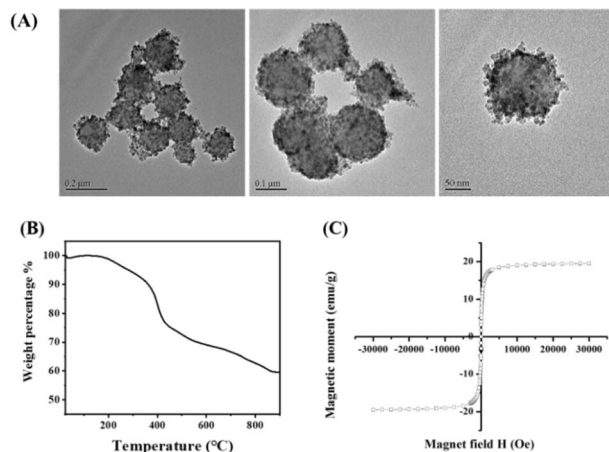 (A)
0.2 μm
0.1 μm
50 nm
(B)
100
90
80
70
60
50
Weight percentage %
200 400 600 800
Temperature (°C)
(C)
20
10
0
-10
-20
Magnetic moment (emu/g)
-30000 -20000 -10000 10000 20000 30000
Magnet field H (Oe)